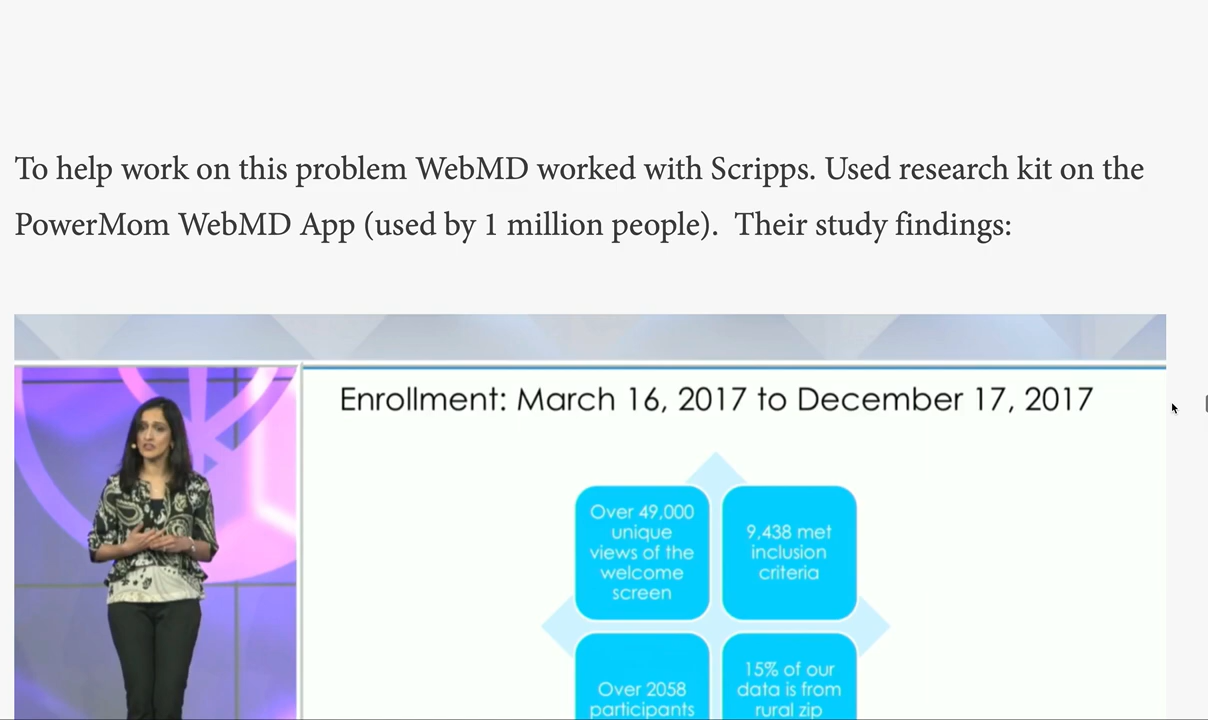 To help work on this problem WebMD worked with Scripps. Used research kit on the
PowerMom WebMD App (used by 1 million people).  Their study findings:
Enrollment: March 16, 2017 to December 17, 2017
Over 49,000
unique
views of the
welcome
screen
9,438 met
inclusion
criteria
Over 2058
participants
15% of our
data is from
rural zip